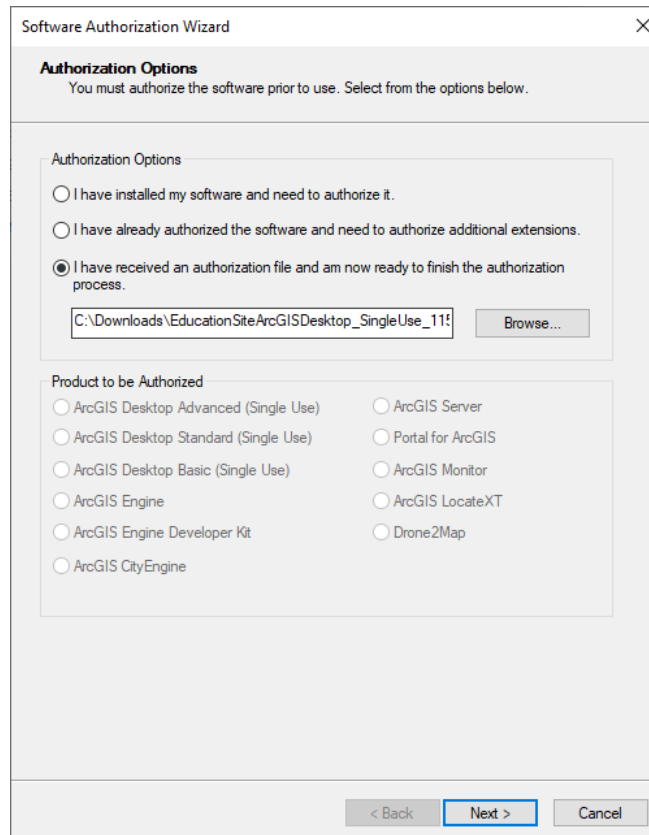 Software Authorization Wizard
Authorization Options
You must authorize the software prior to use. Select from the options below.
Authorization Options
I have installed my software and need to authorize it.
I have already authorized the software and need to authorize additional extensions.
I have received an authorization file and am now ready to finish the authorization
process.
C:\Downloads\EducationSiteArcGISDesktop_SingleUse_115
Browse...
Product to be Authorized
ArcGIS Desktop Advanced (Single Use)
ArcGIS Desktop Standard (Single Use)
ArcGIS Desktop Basic (Single Use)
ArcGIS Engine
ArcGIS Engine Developer Kit
ArcGIS CityEngine
ArcGIS Server
Portal for ArcGIS
ArcGIS Monitor
ArcGIS LocateXT
Drone2Map
< Back Next > Cancel